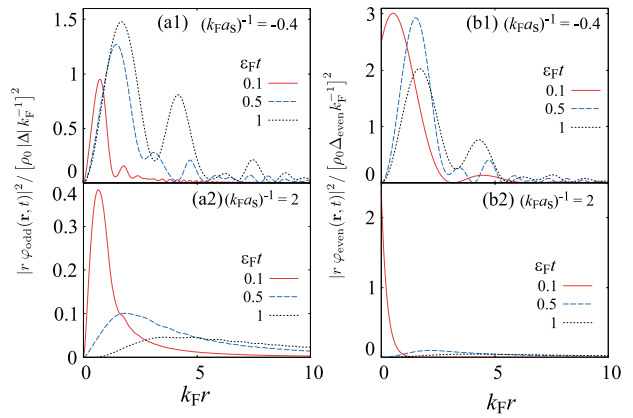 (a1) (k_F a_S)^-1 = -0.4
ε_F t
0.1
0.5
1
1.5
1
0.5
0
|r φ_odd(r, t)|^2 / [ρ_0 |Δ| k_F^-1]^2
(a2) (k_F a_S)^-1 = 2
ε_F t
0.1
0.5
1
0.4
0.3
0.2
0.1
0
0 5 10
k_F r
(b1) (k_F a_S)^-1 = -0.4
ε_F t
0.1
0.5
1
3
2
1
0
|r φ_even(r, t)|^2 / [ρ_0 Δ_even k_F^-1]^2
(b2) (k_F a_S)^-1 = 2
ε_F t
0.1
0.5
1
2
1
0
0 5 10
k_F r